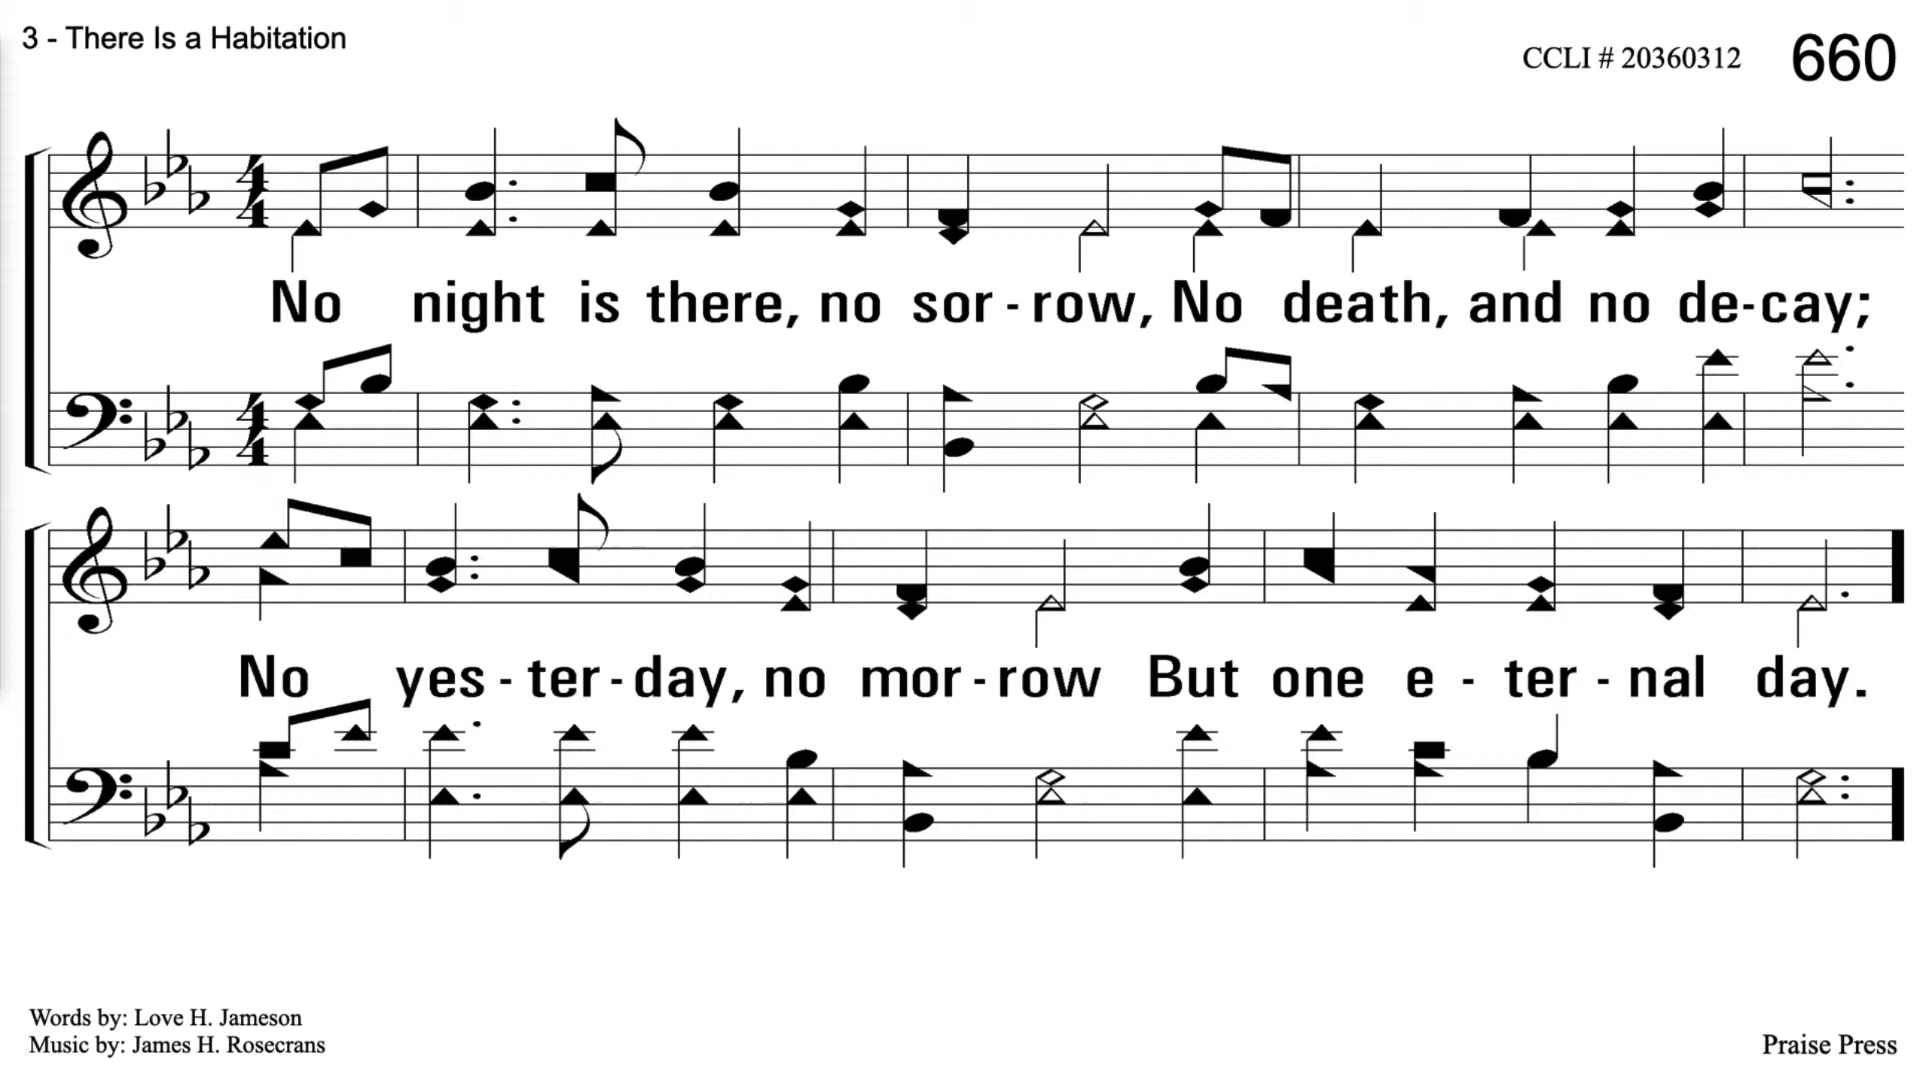 3 - There Is a Habitation
CCLI # 20360312 660
No night is there, no sor - row, No death, and no de-cay;
No yes - ter - day, no mor - row But one e - ter - nal day.
Words by: Love H. Jameson
Music by: James H. Rosecrans
Praise Press